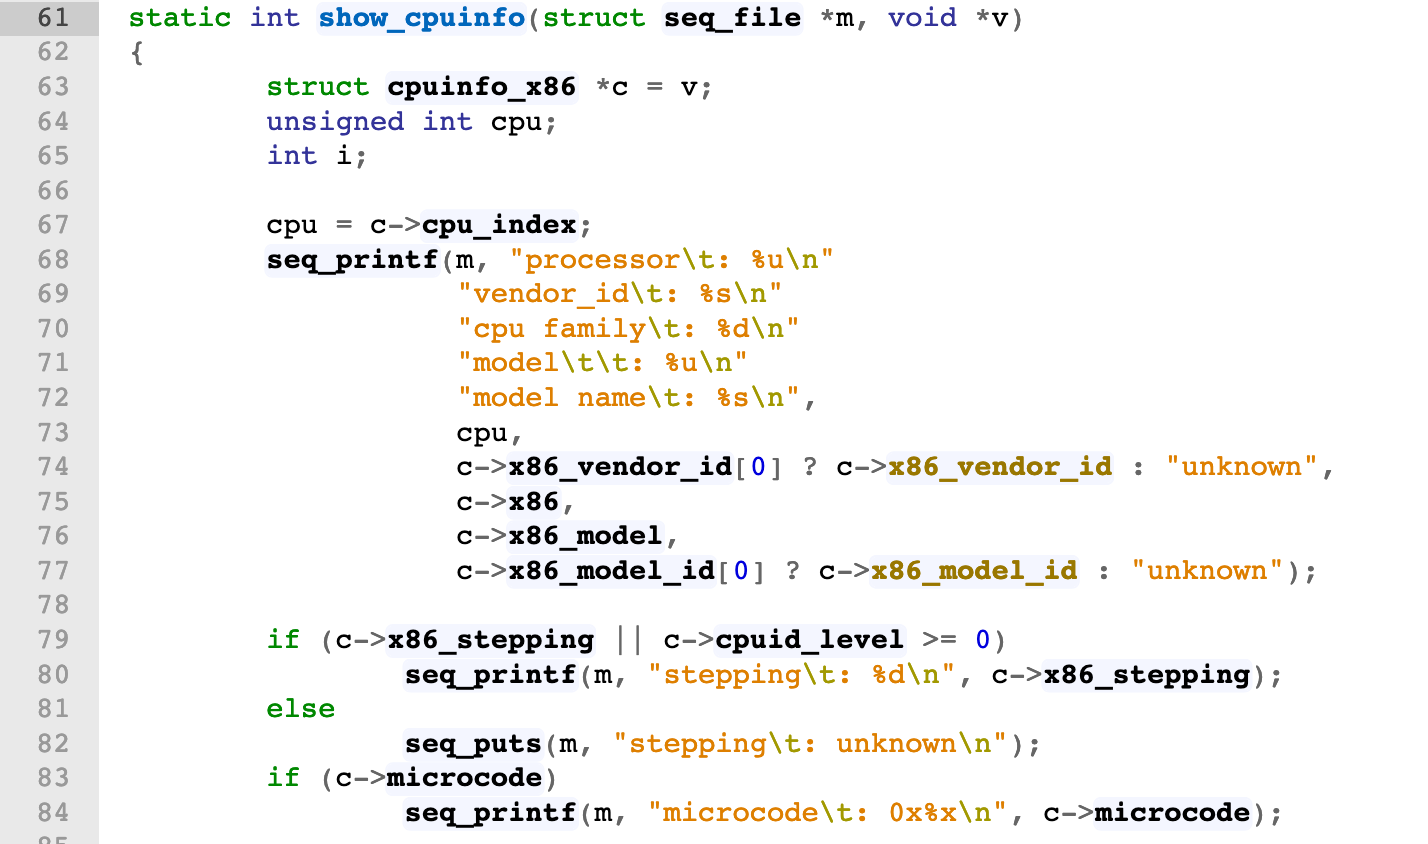 61 static int show_cpuinfo(struct seq_file *m, void *v)
62 {
63 struct cpuinfo_x86 *c = v;
64 unsigned int cpu;
65 int i;
66
67 cpu = c->cpu_index;
68 seq_printf(m, "processor\t: %u\n"
69 "vendor_id\t: %s\n"
70 "cpu family\t: %d\n"
71 "model\t\t: %u\n"
72 "model name\t: %s\n",
73 cpu,
74 c->x86_vendor_id[0] ? c->x86_vendor_id : "unknown",
75 c->x86,
76 c->x86_model,
77 c->x86_model_id[0] ? c->x86_model_id : "unknown");
78
79 if (c->x86_stepping || c->cpuid_level >= 0)
80 seq_printf(m, "stepping\t: %d\n", c->x86_stepping);
81 else
82 seq_puts(m, "stepping\t: unknown\n");
83 if (c->microcode)
84 seq_printf(m, "microcode\t: 0x%x\n", c->microcode);
85